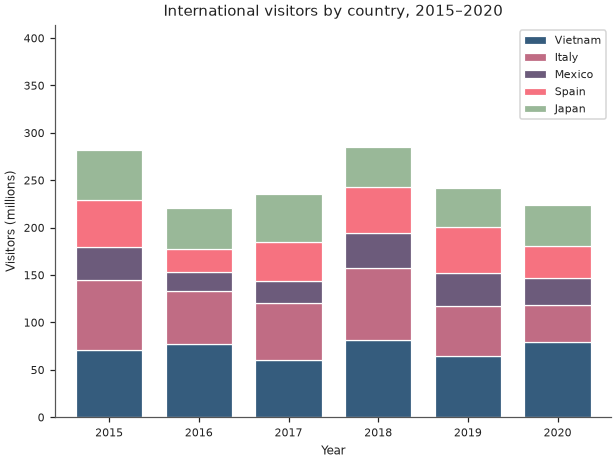 International visitors by country, 2015–2020
Vietnam
Italy
Mexico
Spain
Japan
Visitors (millions)
400
350
300
250
200
150
100
50
0
2015 2016 2017 2018 2019 2020
Year